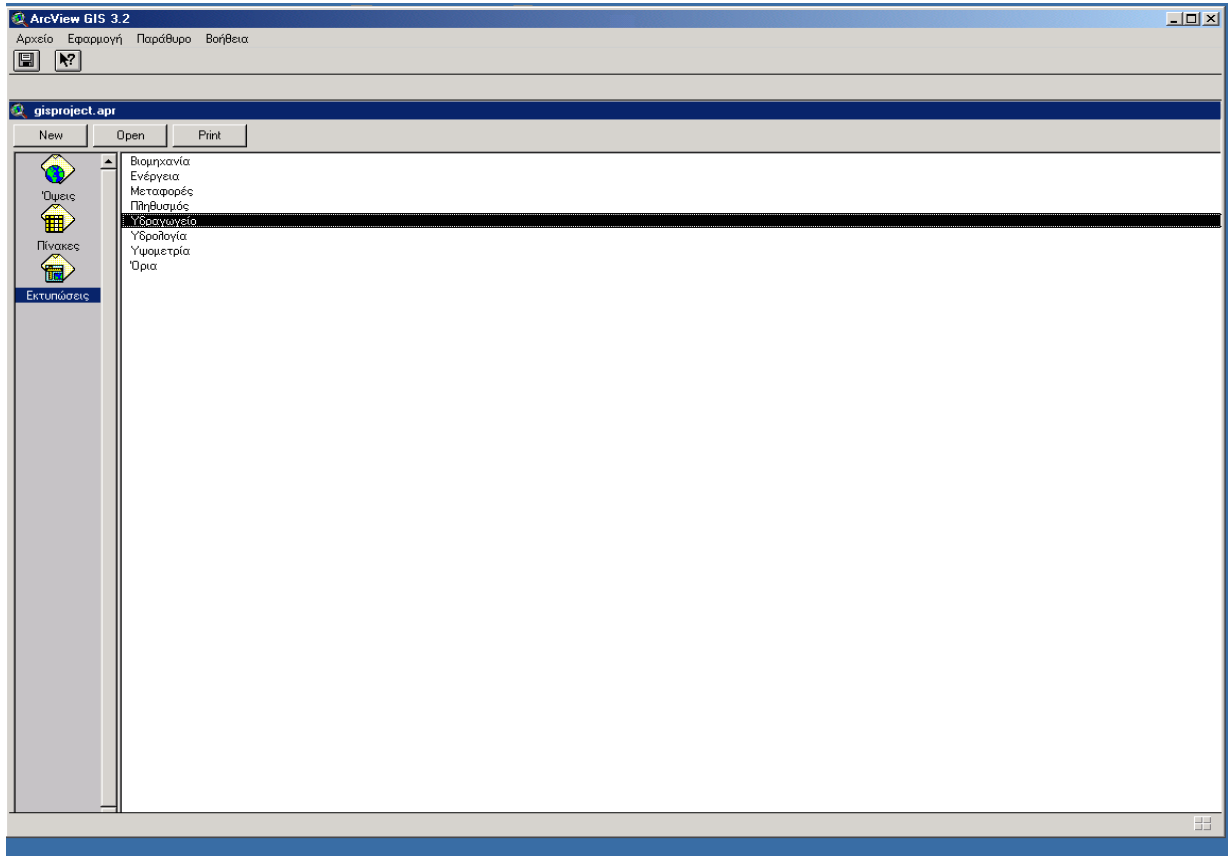 ArcView GIS 3.2
Αρχείο Εφαρμογή Παράθυρο Βοήθεια
gisproject.apr
New Open Print
Όψεις
Πίνακες
Εκτυπώσεις
Βιομηχανία
Ενέργεια
Μεταφορές
Πληθυσμός
Υδραγωγείο
Υδρολογία
Υψομετρία
Όρια